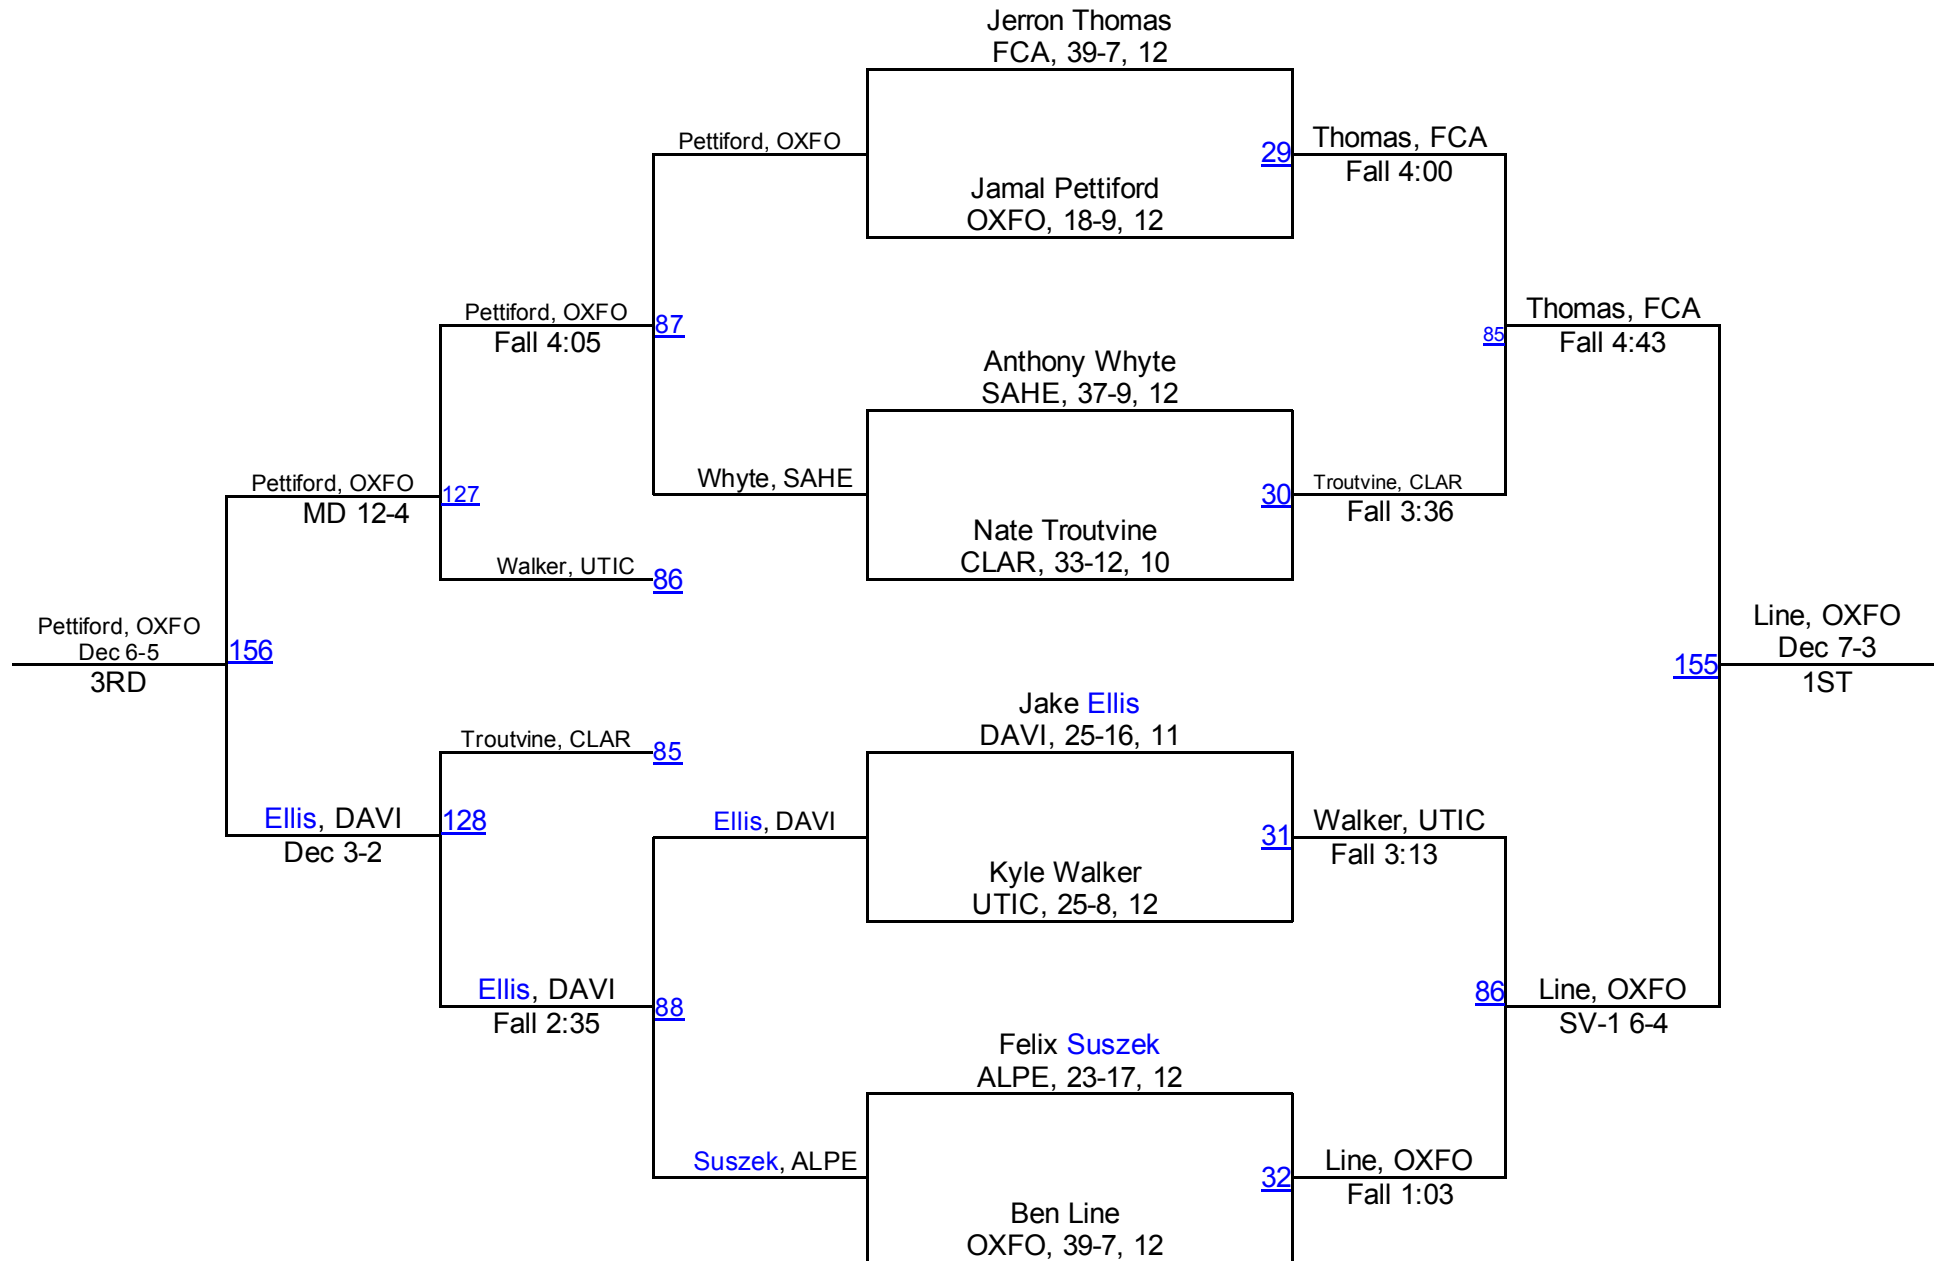 Jerron Thomas
FCA, 39-7, 12
Pettiford, OXFO
29
Thomas, FCA
Fall 4:00
Jamal Pettiford
OXFO, 18-9, 12
Pettiford, OXFO
Fall 4:05
87
Thomas, FCA
Fall 4:43
85
Anthony Whyte
SAHE, 37-9, 12
Whyte, SAHE
30
Troutvine, CLAR
Fall 3:36
Pettiford, OXFO
MD 12-4
127
Nate Troutvine
CLAR, 33-12, 10
Walker, UTIC
86
Pettiford, OXFO
Dec 6-5
3RD
156
Line, OXFO
Dec 7-3
1ST
155
Jake Ellis
DAVI, 25-16, 11
Troutvine, CLAR
85
Ellis, DAVI
Dec 3-2
128
Ellis, DAVI
31
Walker, UTIC
Fall 3:13
Kyle Walker
UTIC, 25-8, 12
Ellis, DAVI
Fall 2:35
88
86
Line, OXFO
SV-1 6-4
Felix Suszek
ALPE, 23-17, 12
Suszek, ALPE
32
Line, OXFO
Fall 1:03
Ben Line
OXFO, 39-7, 12